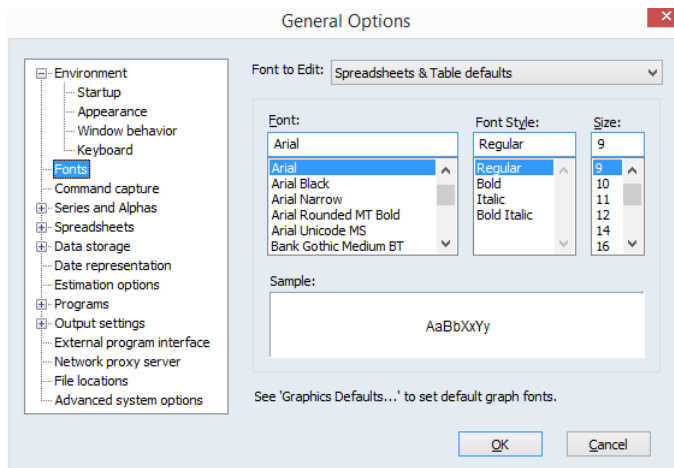 General Options
Environment
Startup
Appearance
Window behavior
Keyboard
Fonts
Command capture
Series and Alphas
Spreadsheets
Data storage
Date representation
Estimation options
Programs
Output settings
External program interface
Network proxy server
File locations
Advanced system options
Font to Edit: Spreadsheets & Table defaults
Font: Font Style: Size:
Arial Regular 9
Arial Regular 9
Arial Black Bold 10
Arial Narrow Italic 11
Arial Rounded MT Bold Bold Italic 12
Arial Unicode MS 14
Bank Gothic Medium BT 16
Sample:
AaBbXxYy
See 'Graphics Defaults...' to set default graph fonts.
OK Cancel